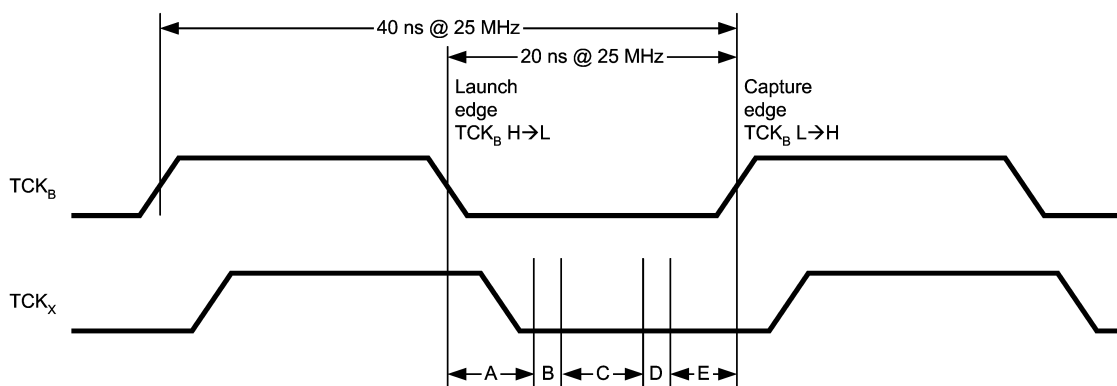 40 ns @ 25 MHz
20 ns @ 25 MHz
Launch
edge
TCK_B H→L
Capture
edge
TCK_B L→H
TCK_B
TCK_X
A B C D E